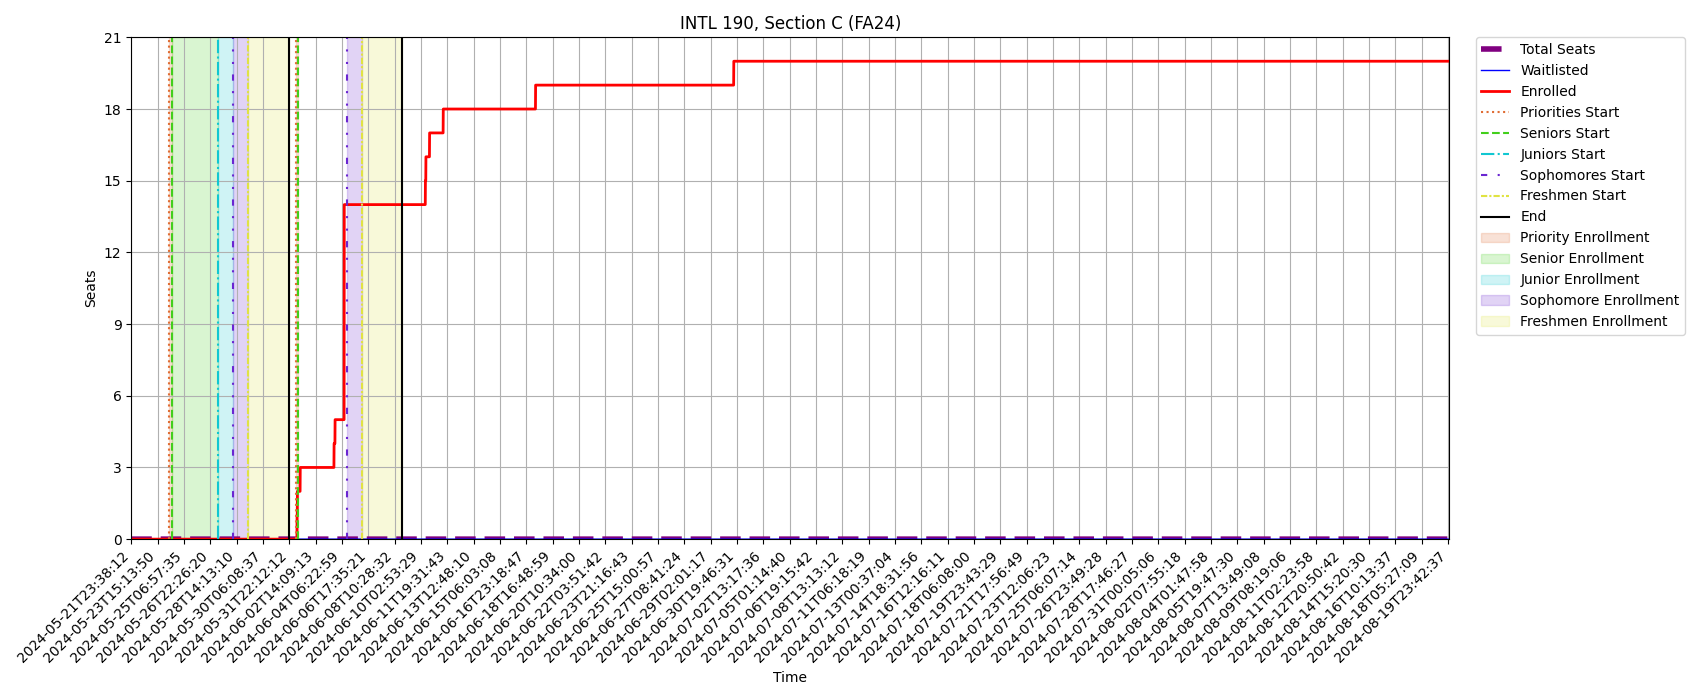 INTL 190, Section C (FA24)
21
18
15
12
9
6
3
0
Seats
2024-05-21T23:38:12
2024-05-23T15:13:50
2024-05-25T06:57:35
2024-05-26T22:26:20
2024-05-28T14:13:10
2024-05-30T06:08:37
2024-05-31T22:12:12
2024-06-02T14:09:13
2024-06-04T06:22:59
2024-06-06T17:35:21
2024-06-08T10:28:32
2024-06-10T02:53:29
2024-06-11T19:31:43
2024-06-13T12:48:10
2024-06-15T06:03:08
2024-06-16T23:18:47
2024-06-18T16:48:59
2024-06-20T10:34:00
2024-06-22T03:51:42
2024-06-23T21:16:43
2024-06-25T15:00:57
2024-06-27T08:41:24
2024-06-29T02:01:17
2024-06-30T19:46:31
2024-07-02T13:17:36
2024-07-05T01:14:40
2024-07-06T19:15:42
2024-07-08T13:13:12
2024-07-11T06:18:19
2024-07-13T00:37:04
2024-07-14T18:31:56
2024-07-16T12:16:11
2024-07-18T06:08:00
2024-07-19T23:43:29
2024-07-21T17:56:49
2024-07-23T12:06:23
2024-07-25T06:07:14
2024-07-26T23:49:28
2024-07-28T17:46:27
2024-07-31T00:05:06
2024-08-02T07:55:18
2024-08-04T01:47:58
2024-08-05T19:47:30
2024-08-07T13:49:08
2024-08-09T08:19:06
2024-08-11T02:23:58
2024-08-12T20:50:42
2024-08-14T15:20:30
2024-08-16T10:13:37
2024-08-18T05:27:09
2024-08-19T23:42:37
Time
Total Seats
Waitlisted
Enrolled
Priorities Start
Seniors Start
Juniors Start
Sophomores Start
Freshmen Start
End
Priority Enrollment
Senior Enrollment
Junior Enrollment
Sophomore Enrollment
Freshmen Enrollment